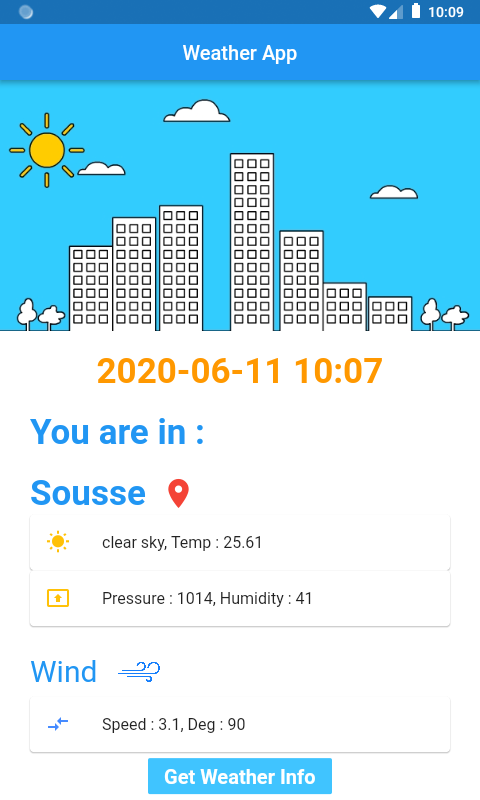 10:09
Weather App
2020-06-11 10:07
You are in :
Sousse
clear sky, Temp : 25.61
Pressure : 1014, Humidity : 41
Wind
Speed : 3.1, Deg : 90
Get Weather Info